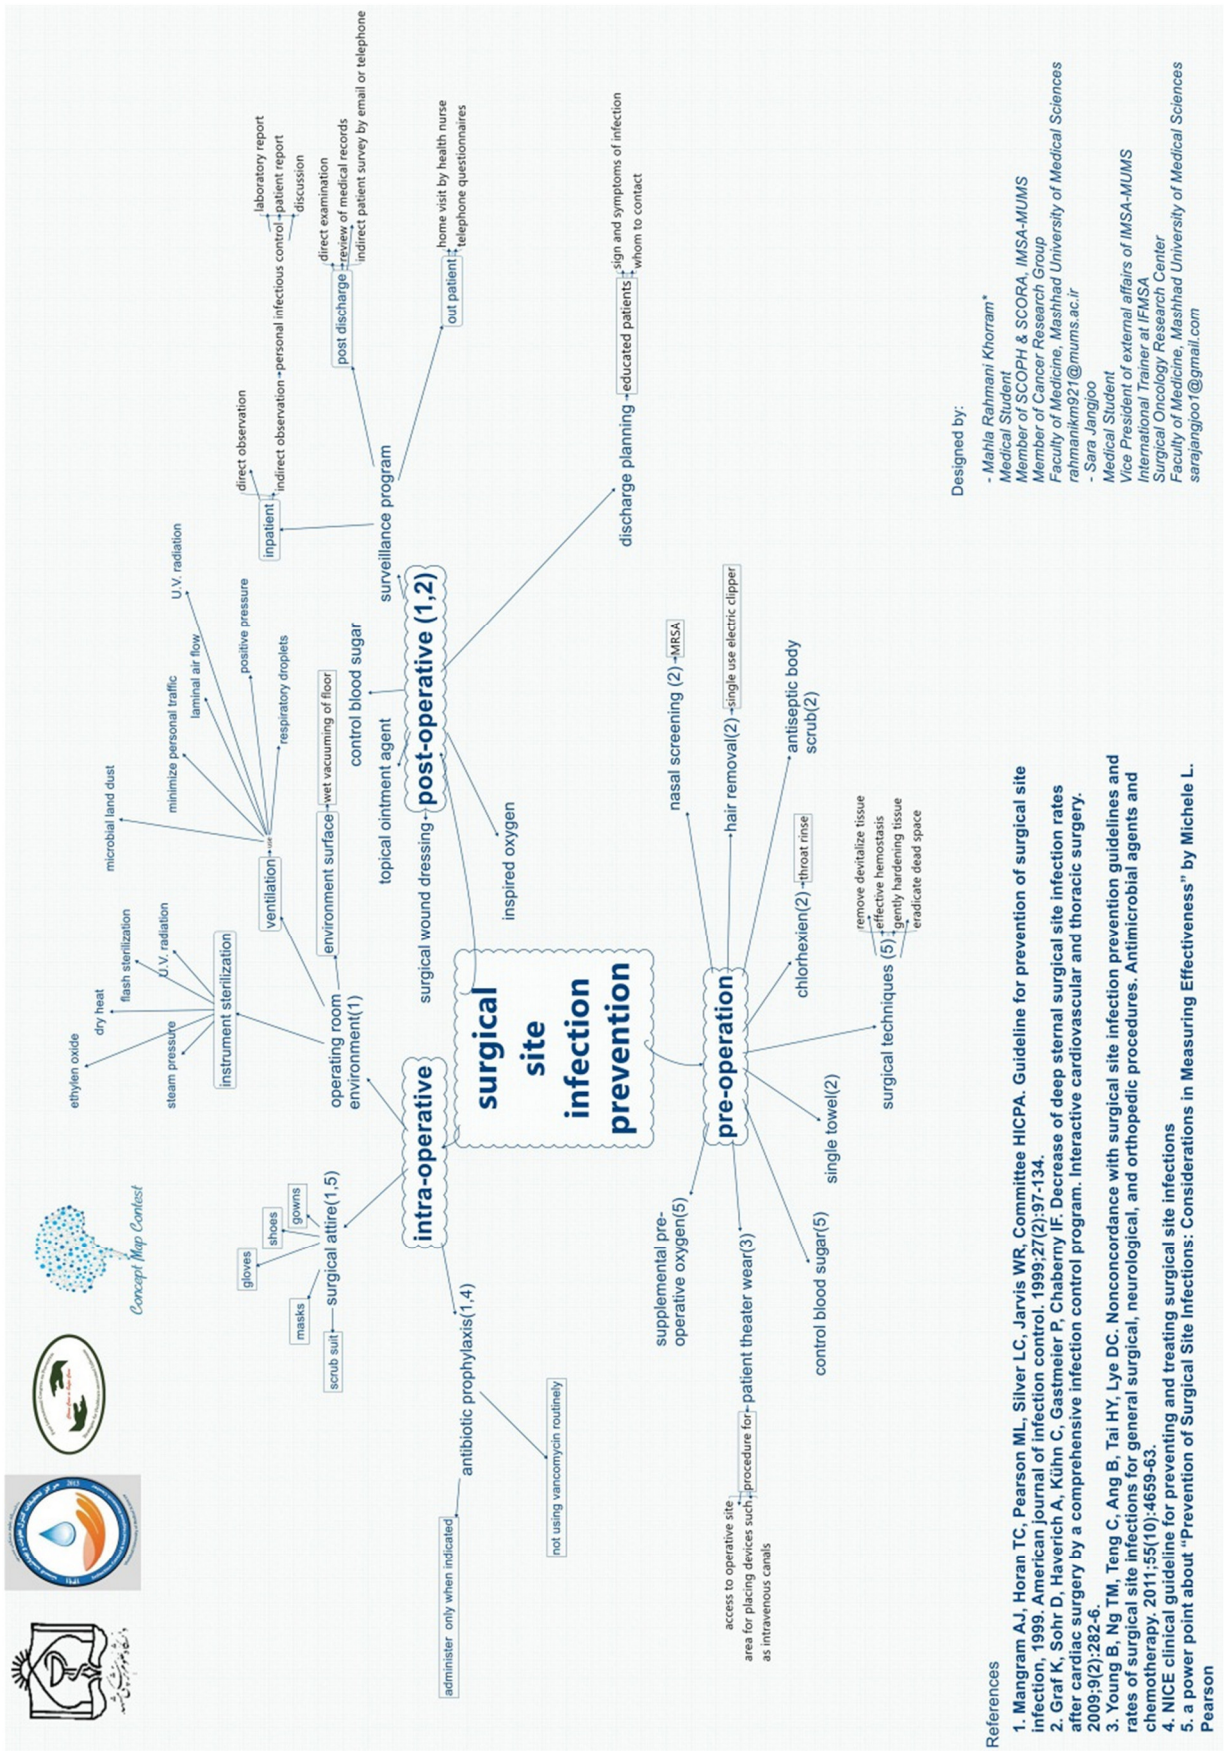 Concept Map Contest
surgical
site
infection
prevention
intra-operative
antibiotic prophylaxis(1,4)
administer only when indicated
not using vancomycin routinely
surgical attire(1,5)
scrub suit
masks
gloves
shoes
gowns
operating room
environment(1)
instrument sterilization
steam pressure
ethylen oxide
dry heat
flash sterilization
U.V. radiation
ventilation
use
microbial land dust
minimize personal traffic
laminal air flow
U.V. radiation
positive pressure
respiratory droplets
environment surface
wet vacuuming of floor
post-operative (1,2)
surgical wound dressing
topical ointment agent
control blood sugar
inspired oxygen
surveillance program
inpatient
direct observation
indirect observation
personal infectious control
laboratory report
patient report
discussion
post discharge
direct examination
review of medical records
indirect patient survey by email or telephone
out patient
home visit by health nurse
telephone questionnaires
discharge planning
educated patients
sign and symptoms of infection
whom to contact
pre-operation
supplemental pre-
operative oxygen(5)
patient theater wear(3)
procedure for
access to operative site
area for placing devices such
as intravenous canals
control blood sugar(5)
single towel(2)
surgical techniques (5)
remove devitalize tissue
effective hemostasis
gently hardening tissue
eradicate dead space
chlorhexien(2)
throat rinse
antiseptic body
scrub(2)
hair removal(2)
single use electric clipper
nasal screening (2)
MRSA
Designed by:
- Mahla Rahmani Khorram*
Medical Student
Member of SCOPH & SCORA, IMSA-MUMS
Member of Cancer Research Group
Faculty of Medicine, Mashhad University of Medical Sciences
rahmanikm921@mums.ac.ir
- Sara Jangjoo
Medical Student
Vice President of external affairs of IMSA-MUMS
International Trainer at IFMSA
Surgical Oncology Research Center
Faculty of Medicine, Mashhad University of Medical Sciences
sarajangjoo1@gmail.com
References
1. Mangram AJ, Horan TC, Pearson ML, Silver LC, Jarvis WR, Committee HICPA. Guideline for prevention of surgical site
infection, 1999. American journal of infection control. 1999;27(2):97-134.
2. Graf K, Sohr D, Haverich A, Kühn C, Gastmeier P, Chaberny IF. Decrease of deep sternal surgical site infection rates
after cardiac surgery by a comprehensive infection control program. Interactive cardiovascular and thoracic surgery.
2009;9(2):282-6.
3. Young B, Ng TM, Teng C, Ang B, Tai HY, Lye DC. Nonconcordance with surgical site infection prevention guidelines and
rates of surgical site infections for general surgical, neurological, and orthopedic procedures. Antimicrobial agents and
chemotherapy. 2011;55(10):4659-63.
4. NICE clinical guideline for preventing and treating surgical site infections
5. a power point about "Prevention of Surgical Site Infections: Considerations in Measuring Effectiveness" by Michele L.
Pearson